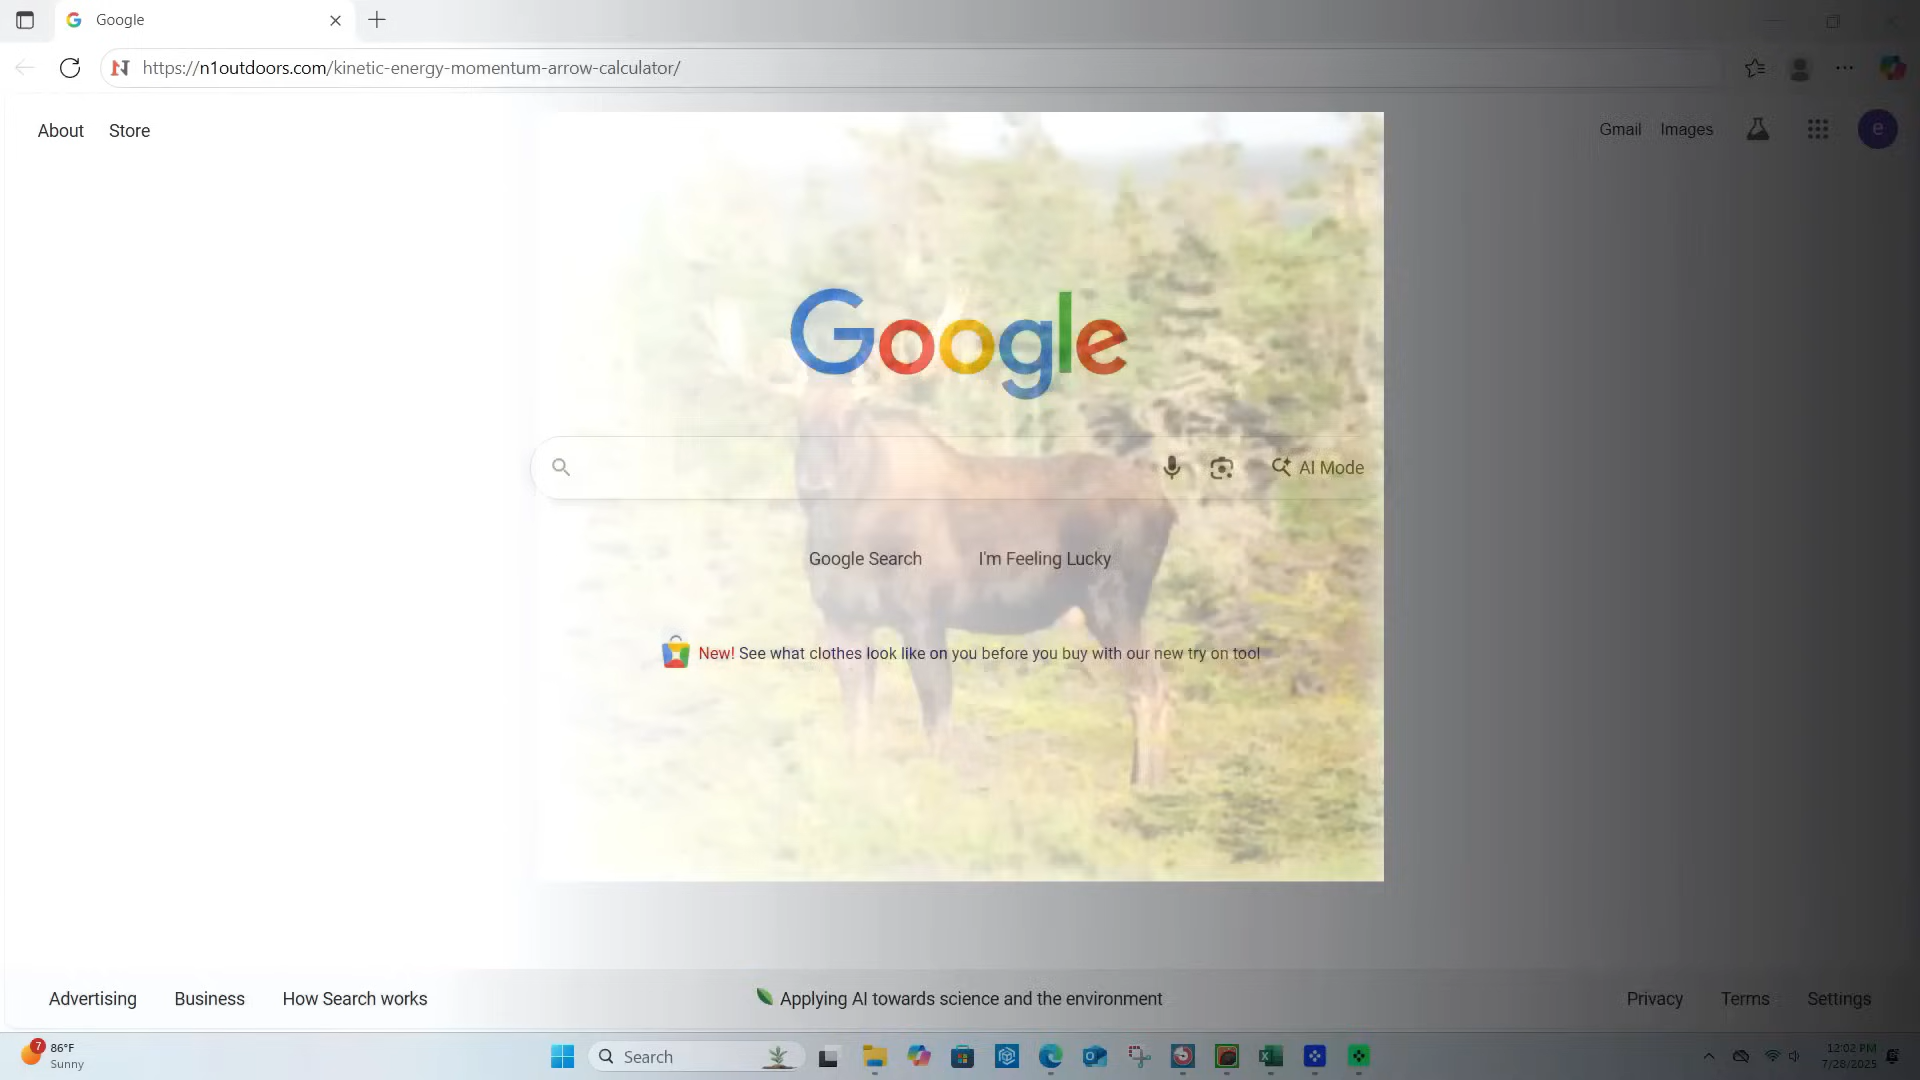 Google
https://n1outdoors.com/kinetic-energy-momentum-arrow-calculator/
About Store
Gmail Images
e
Google
AI Mode
Google Search I'm Feeling Lucky
New! See what clothes look like on you before you buy with our new try on tool
Advertising Business How Search works
Applying AI towards science and the environment
Privacy Terms Settings
7
86°F
Sunny
Search
12:02 PM
7/28/2025